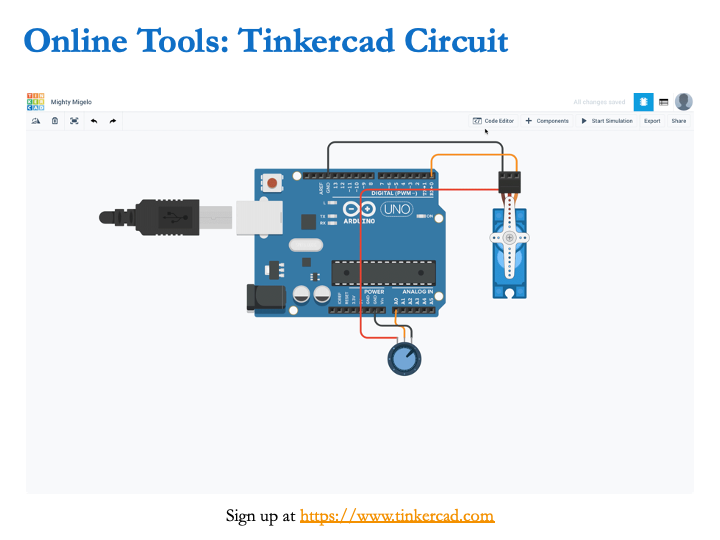 Online Tools: Tinkercad Circuit
TIN
KER
CAD
Mighty Migelo
All changes saved
Code Editor
Components
Start Simulation
Export
Share
AREF
GND
13
12
~11
~10
~9
8
7
~6
~5
4
~3
2
TX→1
RX←0
DIGITAL (PWM~)
L
TX
RX
ARDUINO
UNO
ON
POWER
ANALOG IN
IOREF
RESET
3.3V
5V
GND
GND
Vin
A0
A1
A2
A3
A4
A5
Sign up at https://www.tinkercad.com